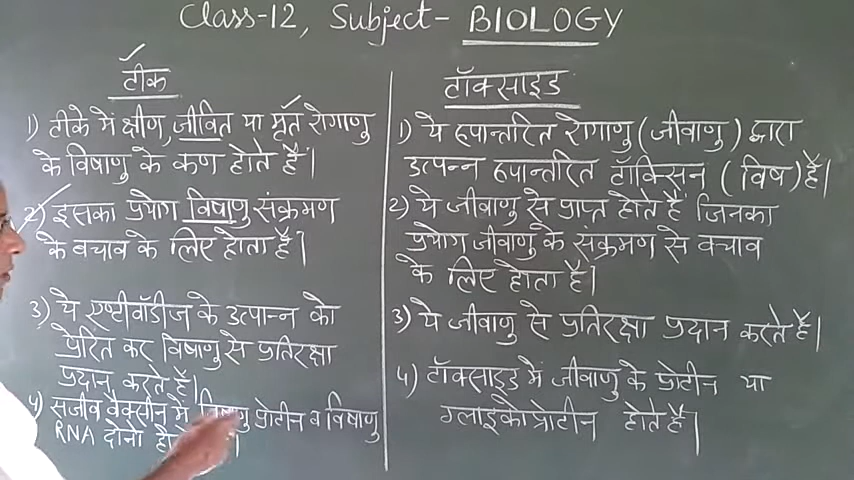 Class-12, Subject- BIOLOGY
टीक
1) टीके में क्षीण, जीवित या मृत रोगाणु
के विषाणु के कण होते हैं।
2) इसका प्रयोग विषाणु संक्रमण
के बचाव के लिए होता है।
3) ये एण्टीबॉडीज के उत्पान्न को
प्रेरित कर विषाणु से प्रतिरक्षा
प्रदान करते हैं।
4) सजीव वैक्सीन में विषाणु प्रोटीन व विषाणु
RNA दोनो
टॉक्साइड
1) ये रुपान्तरित रोगाणु (जीवाणु) द्वारा
उत्पन्न रुपान्तरित टॉक्सिन (विष) हैं।
2) ये जीवाणु से प्राप्त होते हैं जिनका
प्रयोग जीवाणु के संक्रमण से बचाव
के लिए होता है।
3) ये जीवाणु से प्रतिरक्षा प्रदान करते हैं।
4) टॉक्साइड में जीवाणु के प्रोटीन या
ग्लाइकोप्रोटीन होते हैं।